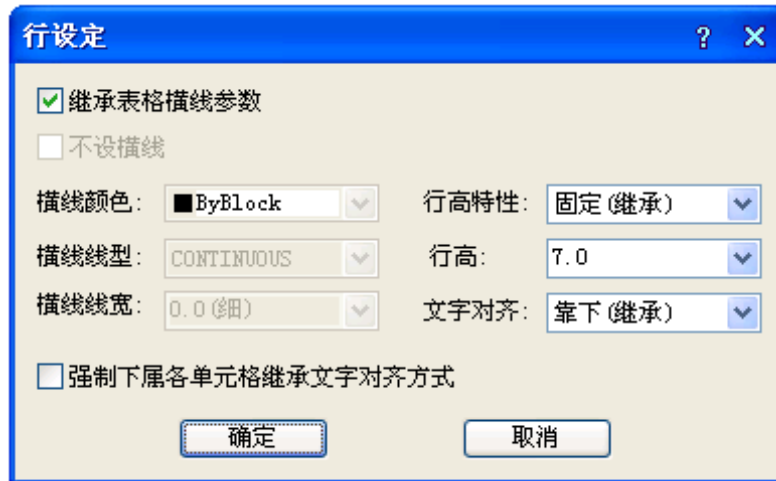 行设定
继承表格横线参数
不设横线
横线颜色: ByBlock 行高特性: 固定(继承)
横线线型: CONTINUOUS 行高: 7.0
横线线宽: 0.0(细) 文字对齐: 靠下(继承)
强制下属各单元格继承文字对齐方式
确定 取消